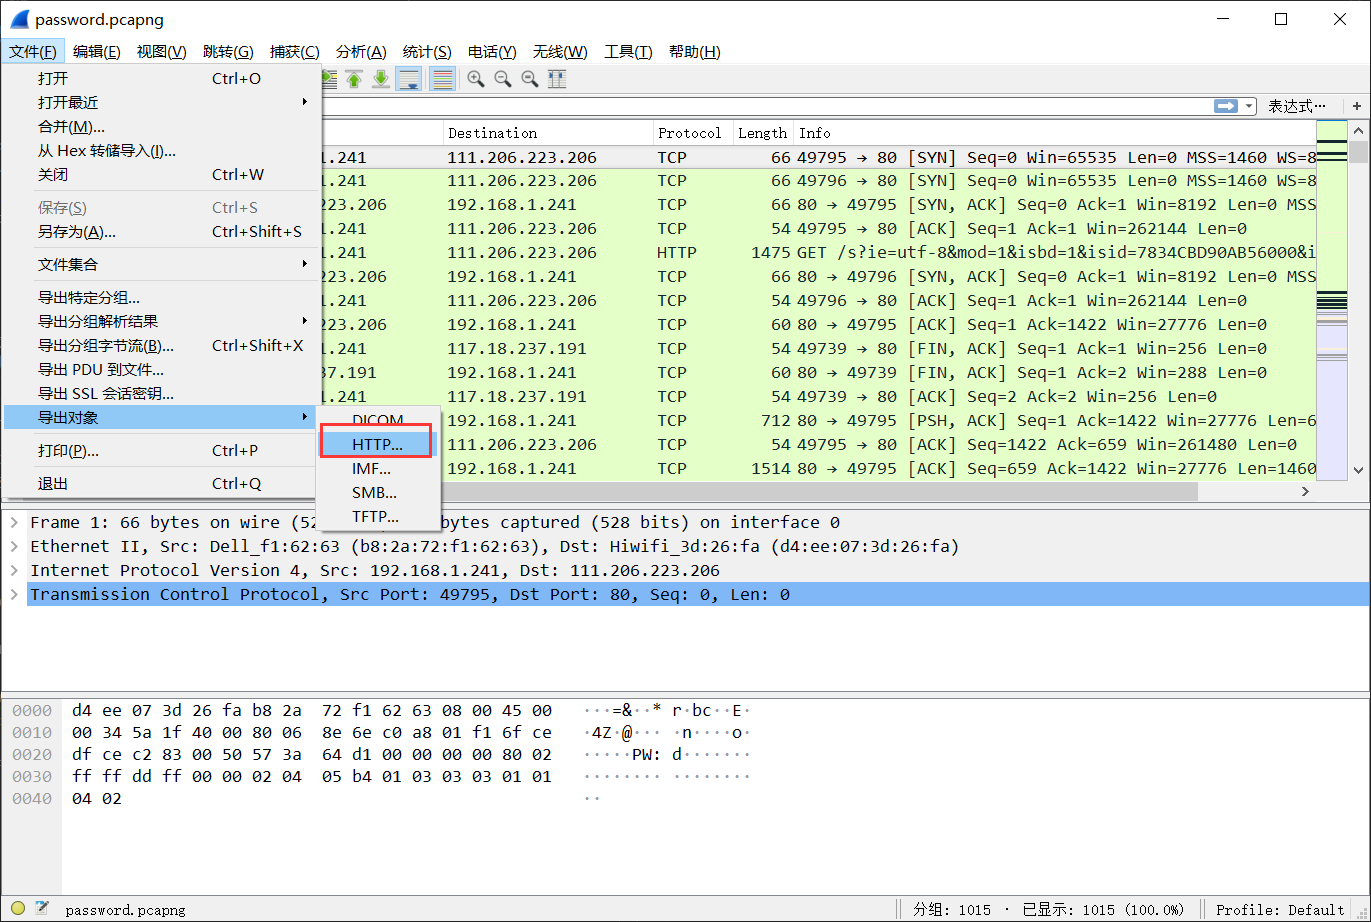 password.pcapng
文件(F) 编辑(E) 视图(V) 跳转(G) 捕获(C) 分析(A) 统计(S) 电话(Y) 无线(W) 工具(T) 帮助(H)
打开 Ctrl+O
打开最近
合并(M)...
从 Hex 转储导入(I)...
关闭 Ctrl+W
保存(S) Ctrl+S
另存为(A)... Ctrl+Shift+S
文件集合
导出特定分组...
导出分组解析结果
导出分组字节流(B)... Ctrl+Shift+X
导出 PDU 到文件...
导出 SSL 会话密钥...
导出对象
打印(P)... Ctrl+P
退出 Ctrl+Q
DICOM
HTTP...
IMF...
SMB...
TFTP...
表达式… +
Destination Protocol Length Info
1.241 111.206.223.206 TCP 66 49795 → 80 [SYN] Seq=0 Win=65535 Len=0 MSS=1460 WS=8
1.241 111.206.223.206 TCP 66 49796 → 80 [SYN] Seq=0 Win=65535 Len=0 MSS=1460 WS=8
223.206 192.168.1.241 TCP 66 80 → 49795 [SYN, ACK] Seq=0 Ack=1 Win=8192 Len=0 MSS
1.241 111.206.223.206 TCP 54 49795 → 80 [ACK] Seq=1 Ack=1 Win=262144 Len=0
1.241 111.206.223.206 HTTP 1475 GET /s?ie=utf-8&mod=1&isbd=1&isid=7834CBD90AB56000&i
223.206 192.168.1.241 TCP 66 80 → 49796 [SYN, ACK] Seq=0 Ack=1 Win=8192 Len=0 MSS
1.241 111.206.223.206 TCP 54 49796 → 80 [ACK] Seq=1 Ack=1 Win=262144 Len=0
223.206 192.168.1.241 TCP 60 80 → 49795 [ACK] Seq=1 Ack=1422 Win=27776 Len=0
1.241 117.18.237.191 TCP 54 49739 → 80 [FIN, ACK] Seq=1 Ack=1 Win=256 Len=0
37.191 192.168.1.241 TCP 60 80 → 49739 [FIN, ACK] Seq=1 Ack=2 Win=288 Len=0
1.241 117.18.237.191 TCP 54 49739 → 80 [ACK] Seq=2 Ack=2 Win=256 Len=0
192.168.1.241 TCP 712 80 → 49795 [PSH, ACK] Seq=1 Ack=1422 Win=27776 Len=6
111.206.223.206 TCP 54 49795 → 80 [ACK] Seq=1422 Ack=659 Win=261480 Len=0
192.168.1.241 TCP 1514 80 → 49795 [ACK] Seq=659 Ack=1422 Win=27776 Len=1460
Frame 1: 66 bytes on wire (52 bytes captured (528 bits) on interface 0
Ethernet II, Src: Dell_f1:62:63 (b8:2a:72:f1:62:63), Dst: Hiwifi_3d:26:fa (d4:ee:07:3d:26:fa)
Internet Protocol Version 4, Src: 192.168.1.241, Dst: 111.206.223.206
Transmission Control Protocol, Src Port: 49795, Dst Port: 80, Seq: 0, Len: 0
0000 d4 ee 07 3d 26 fa b8 2a 72 f1 62 63 08 00 45 00 ···=&··* r·bc··E·
0010 00 34 5a 1f 40 00 80 06 8e 6e c0 a8 01 f1 6f ce ·4Z·@··· ·n····o·
0020 df ce c2 83 00 50 57 3a 64 d1 00 00 00 00 80 02 ·····PW: d·······
0030 ff ff dd ff 00 00 02 04 05 b4 01 03 03 03 01 01 ········ ········
0040 04 02 ··
password.pcapng 分组: 1015 · 已显示: 1015 (100.0%) Profile: Default